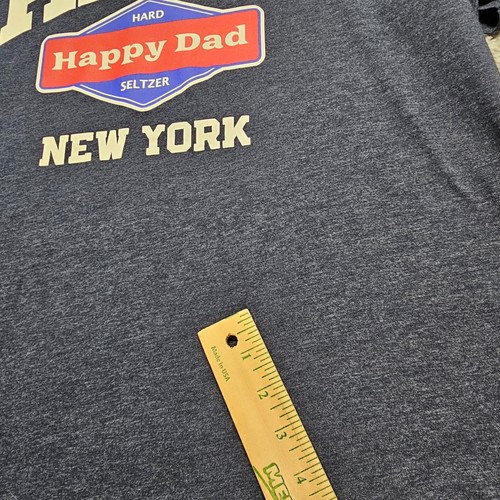 HARD
Happy Dad
SELTZER
NEW YORK
Made in USA
1
2
3
4